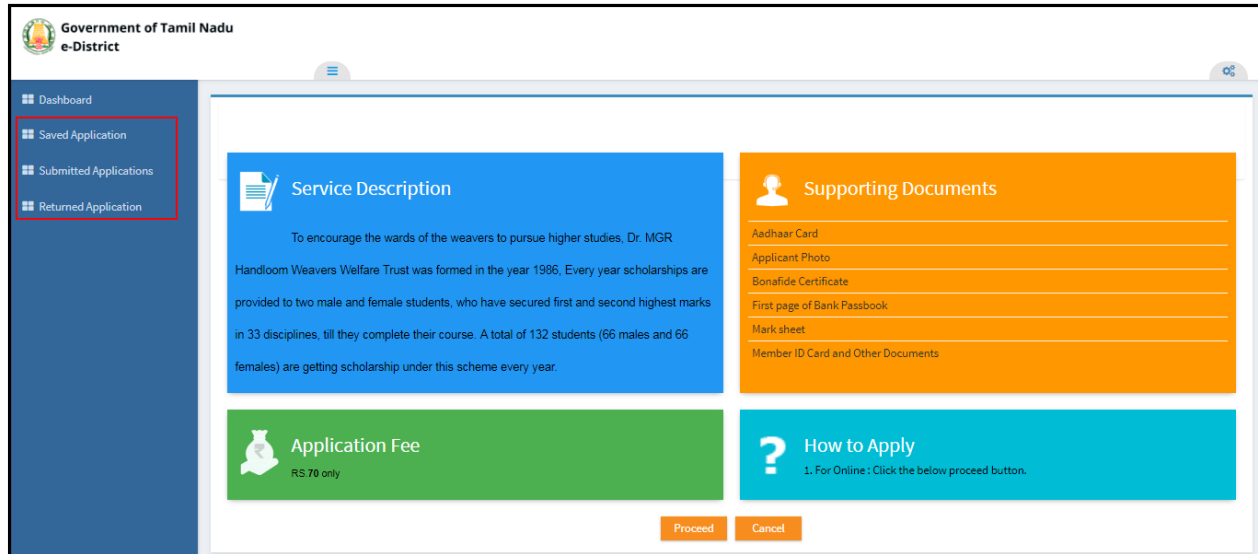 Government of Tamil Nadu
e-District
Dashboard
Saved Application
Submitted Applications
Returned Application
Service Description
To encourage the wards of the weavers to pursue higher studies, Dr. MGR
Handloom Weavers Welfare Trust was formed in the year 1986, Every year scholarships are
provided to two male and female students, who have secured first and second highest marks
in 33 disciplines, till they complete their course. A total of 132 students (66 males and 66
females) are getting scholarship under this scheme every year.
Supporting Documents
Aadhaar Card
Applicant Photo
Bonafide Certificate
First page of Bank Passbook
Mark sheet
Member ID Card and Other Documents
Application Fee
RS.70 only
How to Apply
1. For Online : Click the below proceed button.
Proceed
Cancel